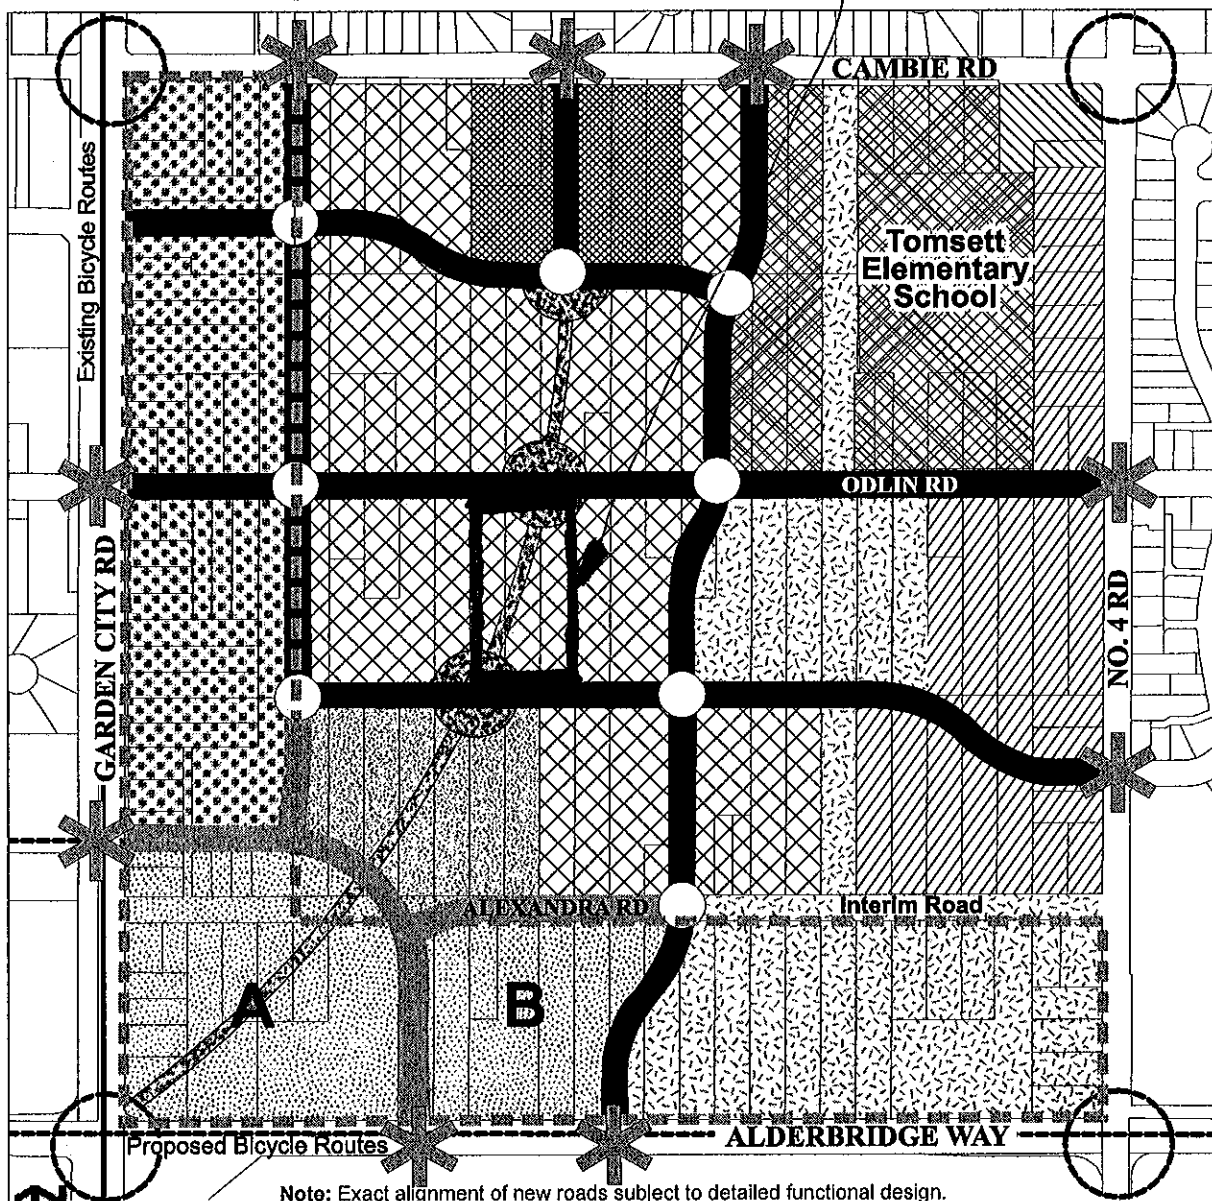 CAMBIE RD
Existing Bicycle Routes
Tomsett
Elementary
School
ODLIN RD
GARDEN CITY RD
NO. 4 RD
ALEXANDRA RD
Interim Road
A
B
Proposed Bicycle Routes
ALDERBRIDGE WAY
Note: Exact alignment of new roads subject to detailed functional design.